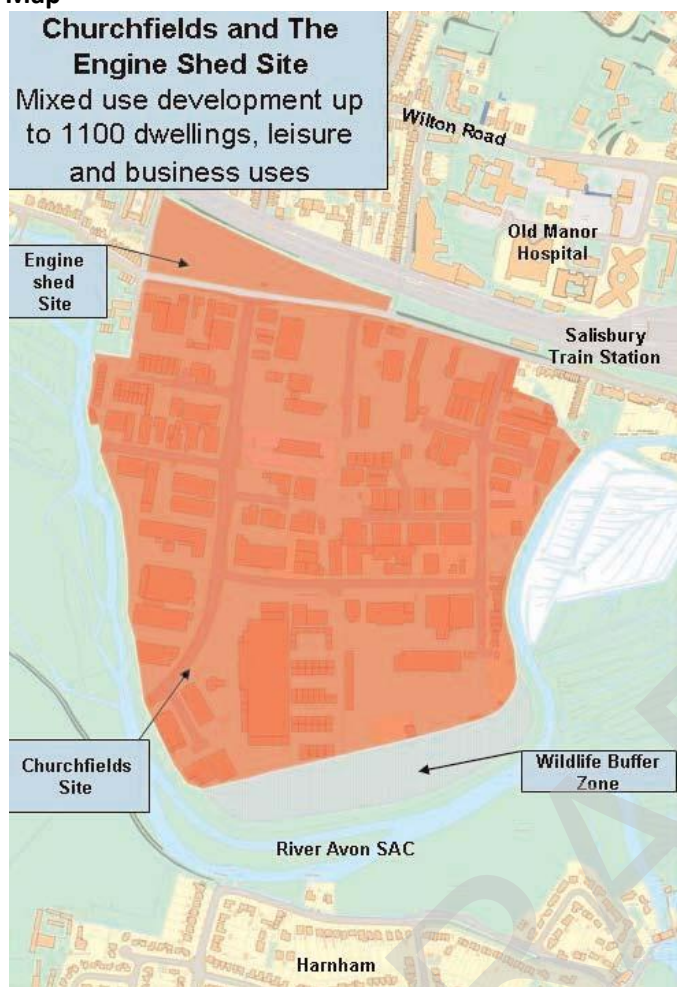 Map
Churchfields and The
Engine Shed Site
Mixed use development up
to 1100 dwellings, leisure
and business uses
Wilton Road
Old Manor
Hospital
Engine
shed
Site
Salisbury
Train Station
Churchfields
Site
Wildlife Buffer
Zone
River Avon SAC
Harnham